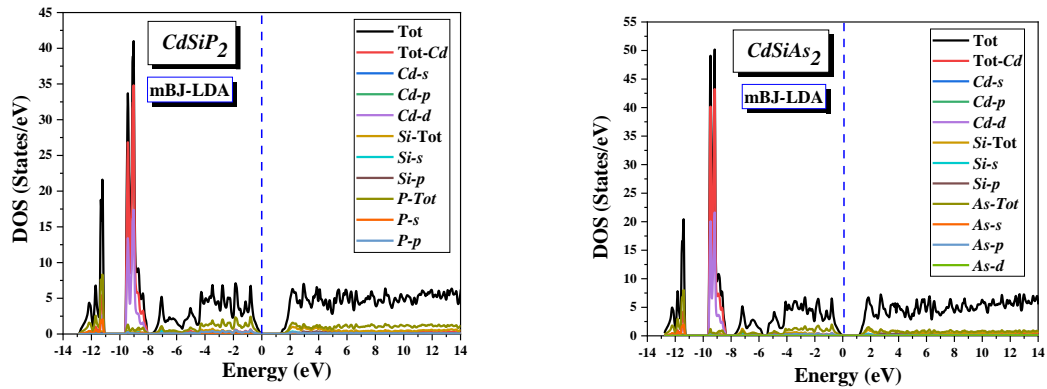 CdSiP2
mBJ-LDA
Tot
Tot-Cd
Cd-s
Cd-p
Cd-d
Si-Tot
Si-s
Si-p
P-Tot
P-s
P-p
DOS (States/eV)
45
40
35
30
25
20
15
10
5
0
-14 -12 -10 -8 -6 -4 -2 0 2 4 6 8 10 12 14
Energy (eV)
CdSiAs2
mBJ-LDA
Tot
Tot-Cd
Cd-s
Cd-p
Cd-d
Si-Tot
Si-s
Si-p
As-Tot
As-s
As-p
As-d
DOS (States/eV)
55
50
45
40
35
30
25
20
15
10
5
0
-14 -12 -10 -8 -6 -4 -2 0 2 4 6 8 10 12 14
Energy (eV)